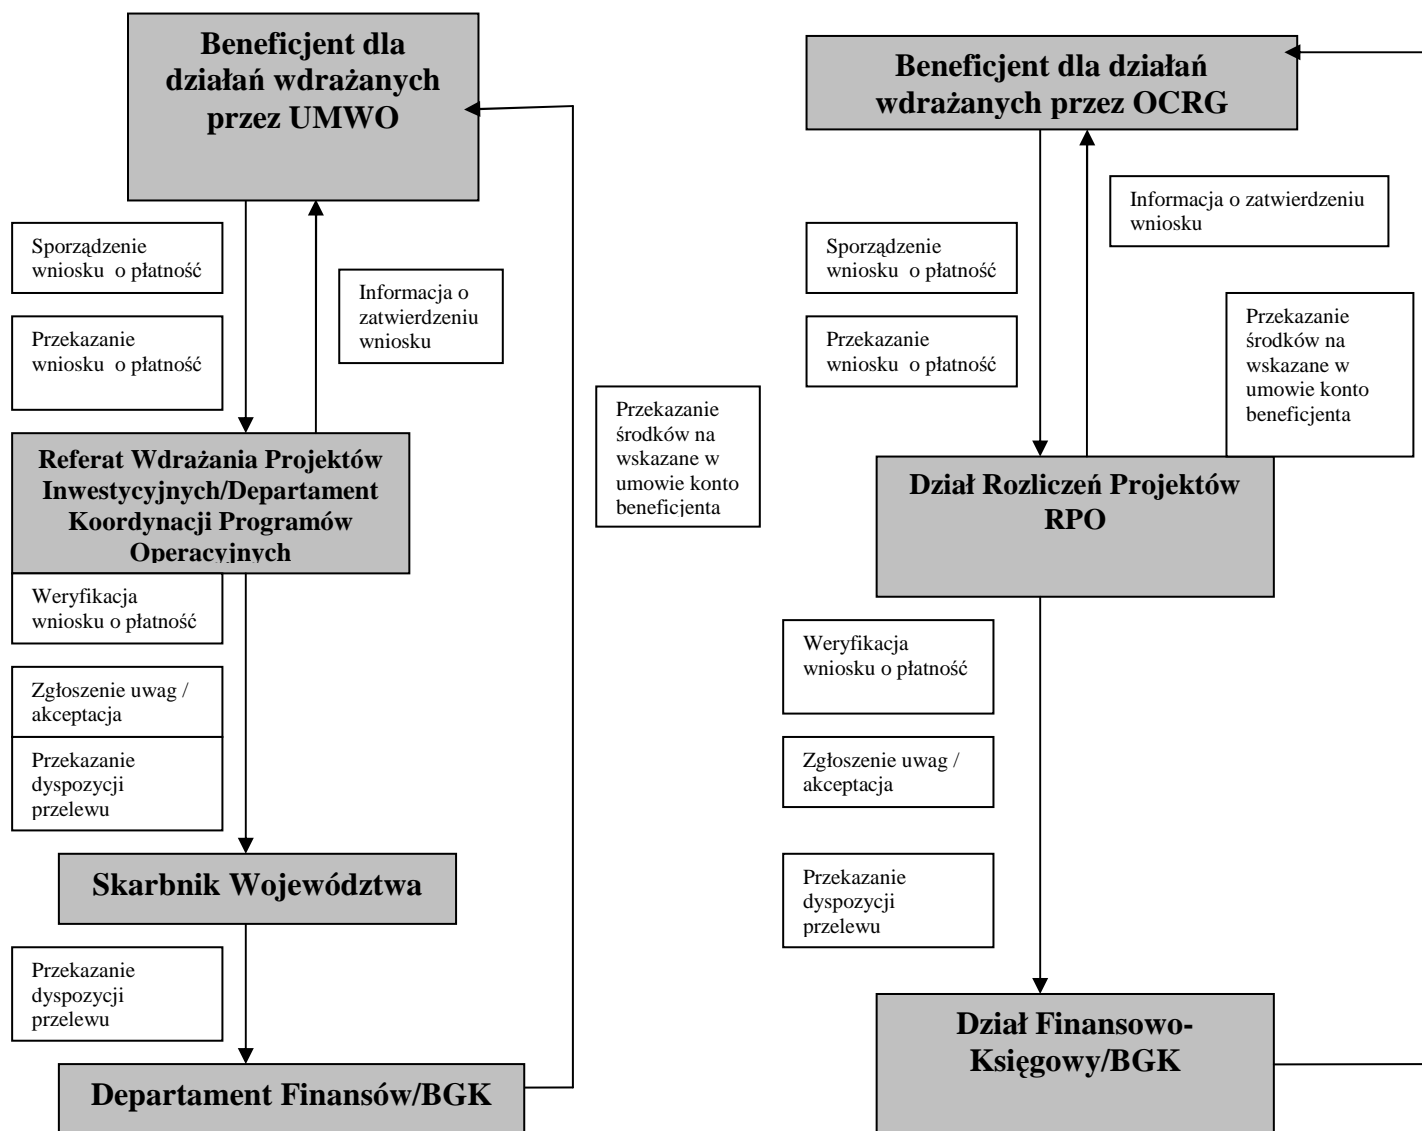 Beneficjent dla
działań wdrażanych
przez UMWO
Sporządzenie
wniosku o płatność
Przekazanie
wniosku o płatność
Informacja o
zatwierdzeniu
wniosku
Referat Wdrażania Projektów
Inwestycyjnych/Departament
Koordynacji Programów
Operacyjnych
Przekazanie
środków na
wskazane w
umowie konto
beneficjenta
Weryfikacja
wniosku o płatność
Zgłoszenie uwag /
akceptacja
Przekazanie
dyspozycji
przelewu
Skarbnik Województwa
Przekazanie
dyspozycji
przelewu
Departament Finansów/BGK
Beneficjent dla działań
wdrażanych przez OCRG
Informacja o zatwierdzeniu
wniosku
Sporządzenie
wniosku o płatność
Przekazanie
wniosku o płatność
Przekazanie
środków na
wskazane w
umowie konto
beneficjenta
Dział Rozliczeń Projektów
RPO
Weryfikacja
wniosku o płatność
Zgłoszenie uwag /
akceptacja
Przekazanie
dyspozycji
przelewu
Dział Finansowo-
Księgowy/BGK